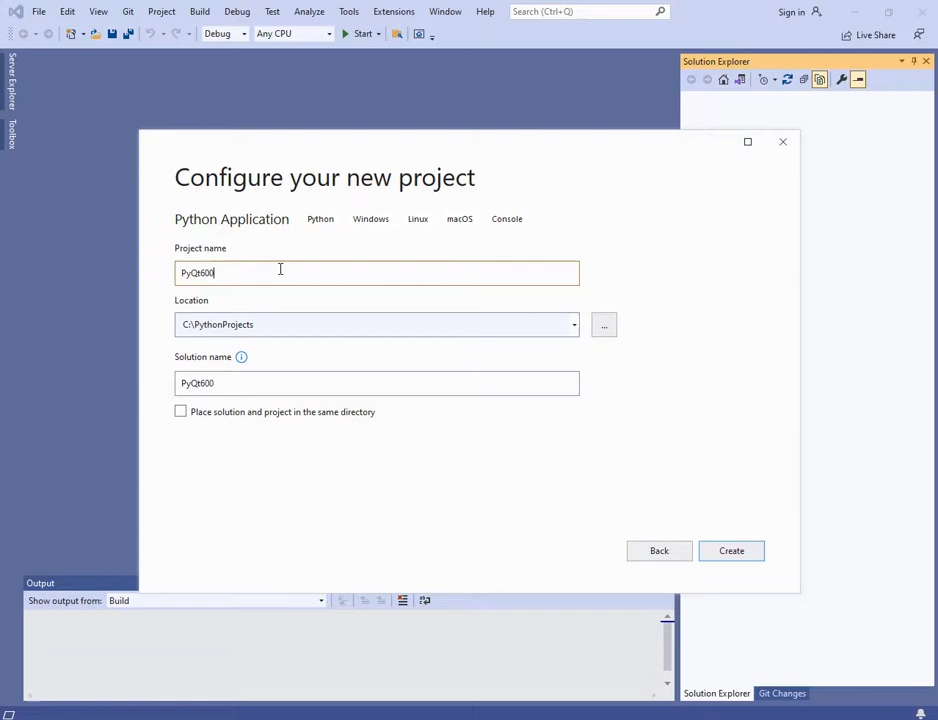 File Edit View Git Project Build Debug Test Analyze Tools Extensions Window Help Search (Ctrl+Q) Sign in
Debug Any CPU Start Live Share
Server Explorer
Toolbox
Solution Explorer
Configure your new project
Python Application Python Windows Linux macOS Console
Project name
PyQt600
Location
C:\PythonProjects
...
Solution name
PyQt600
Place solution and project in the same directory
Back Create
Output
Show output from: Build
Solution Explorer Git Changes